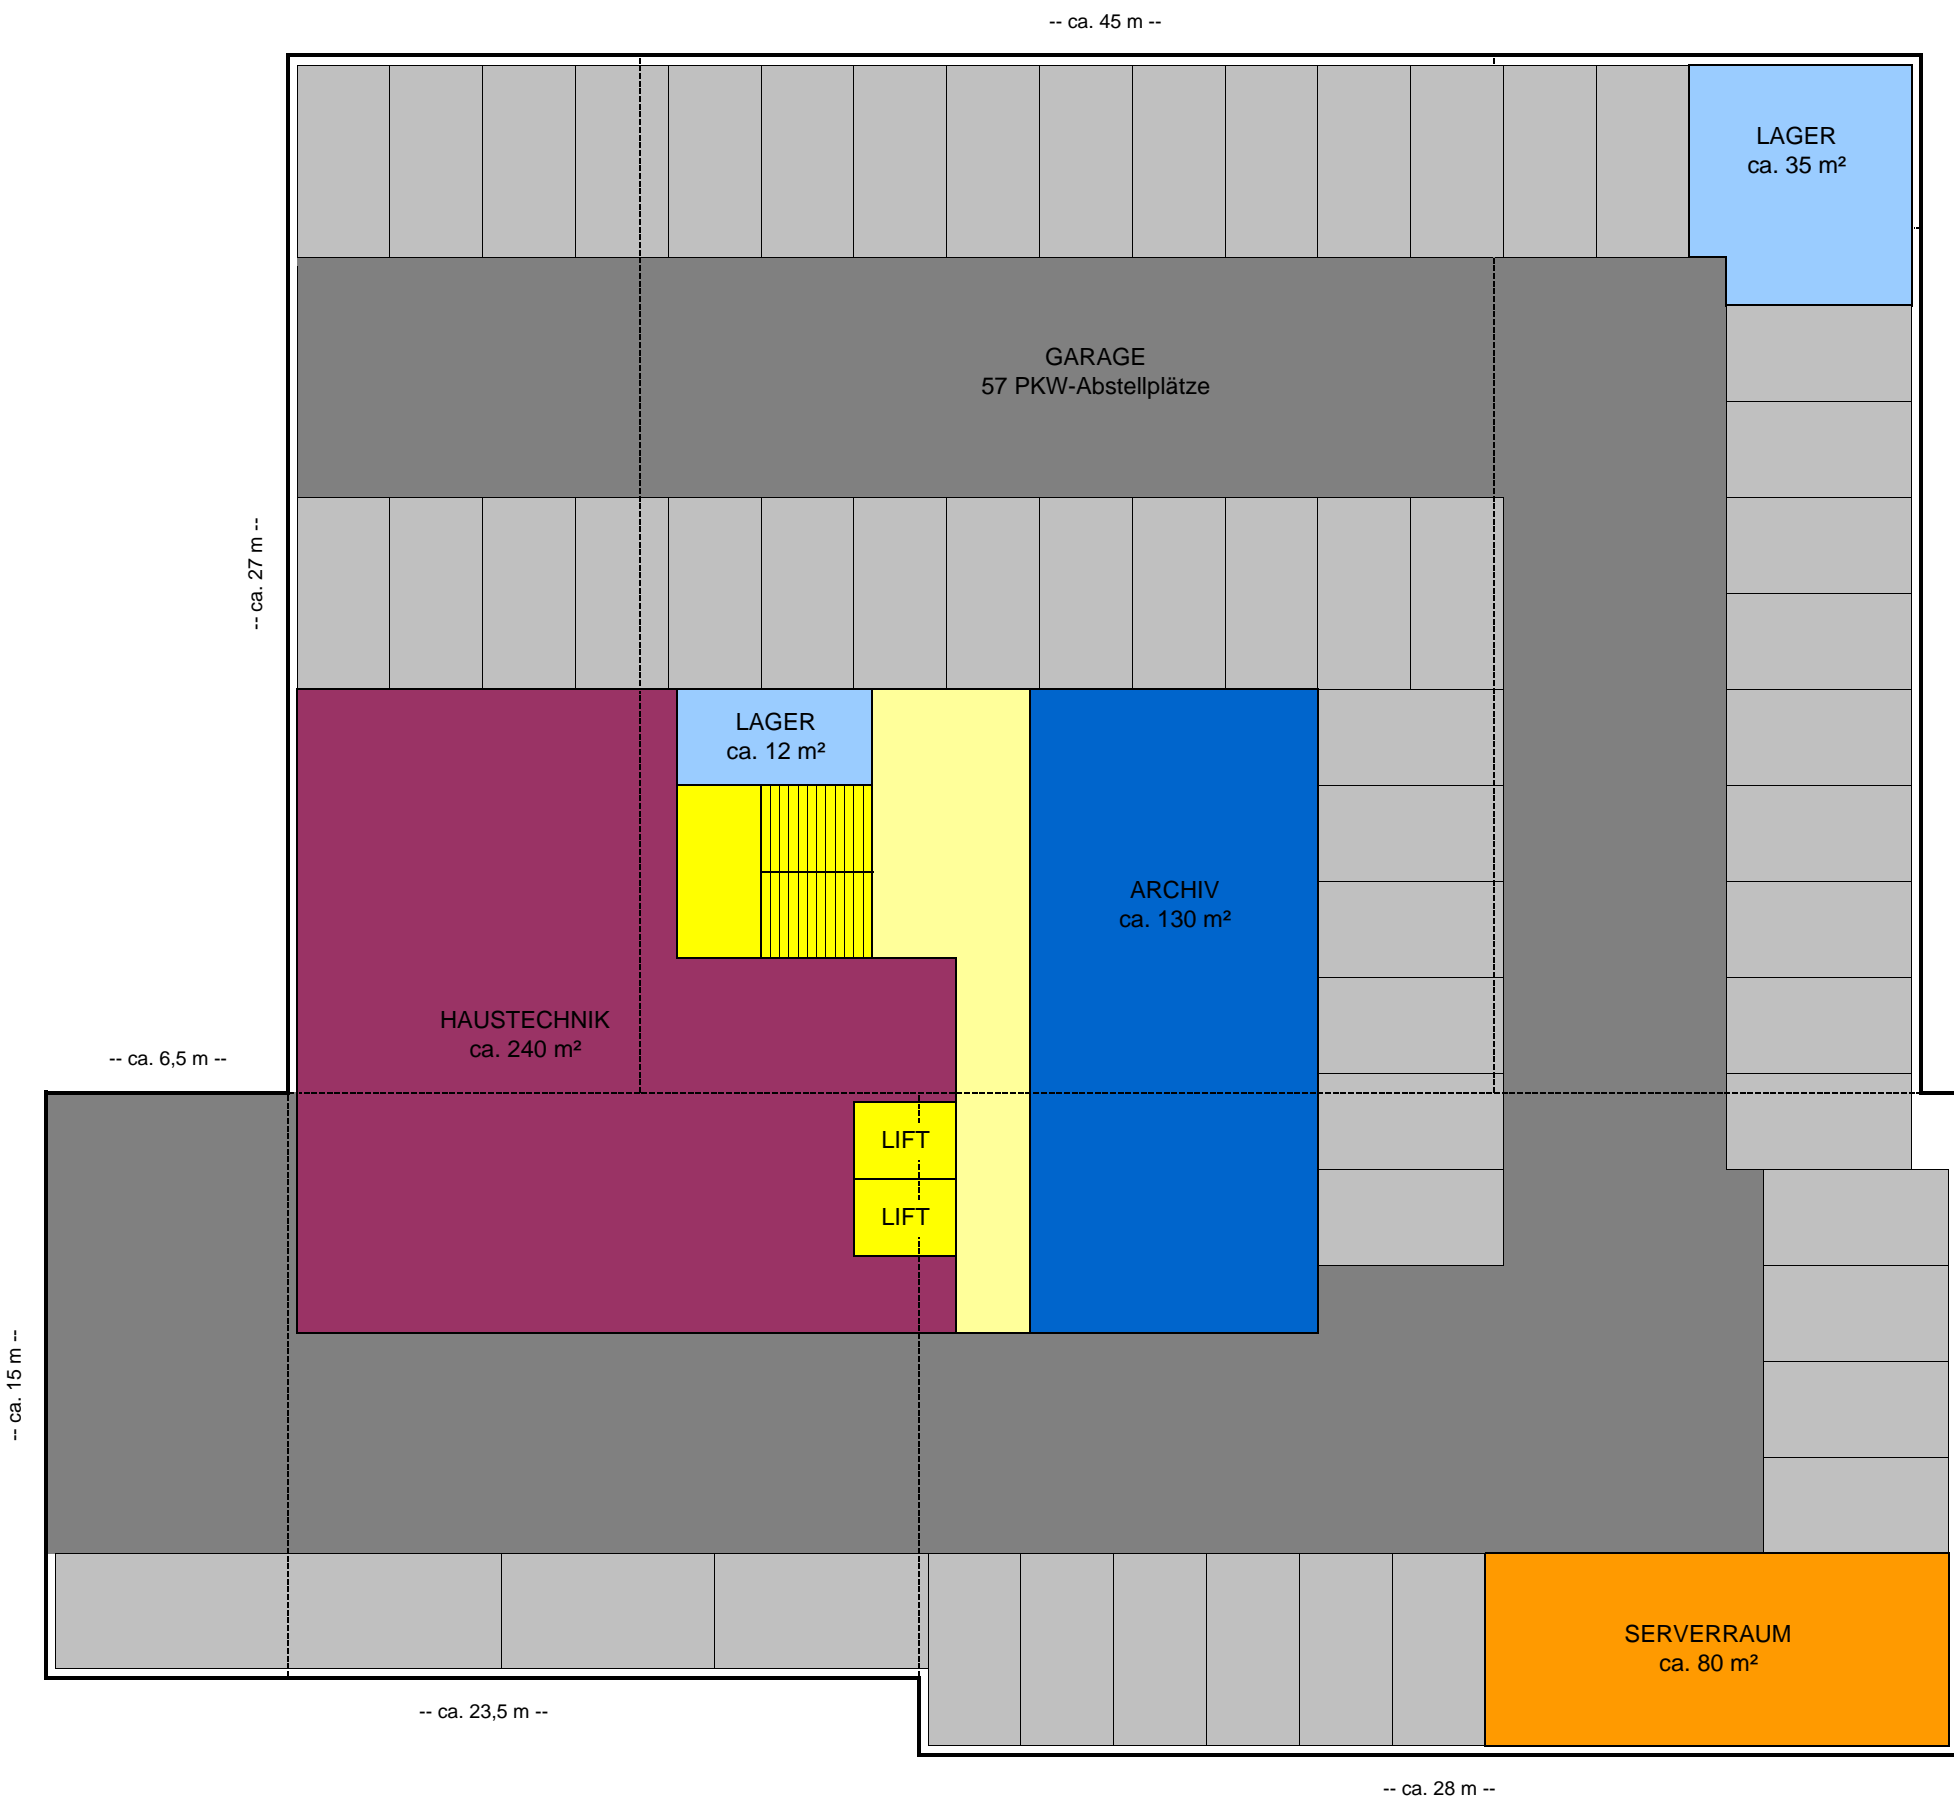 -- ca. 45 m --
LAGER
ca. 35 m²
GARAGE
57 PKW-Abstellplätze
-- ca. 27 m --
LAGER
ca. 12 m²
ARCHIV
ca. 130 m²
HAUSTECHNIK
ca. 240 m²
-- ca. 6,5 m --
LIFT
LIFT
-- ca. 15 m --
SERVERRAUM
ca. 80 m²
-- ca. 23,5 m --
-- ca. 28 m --